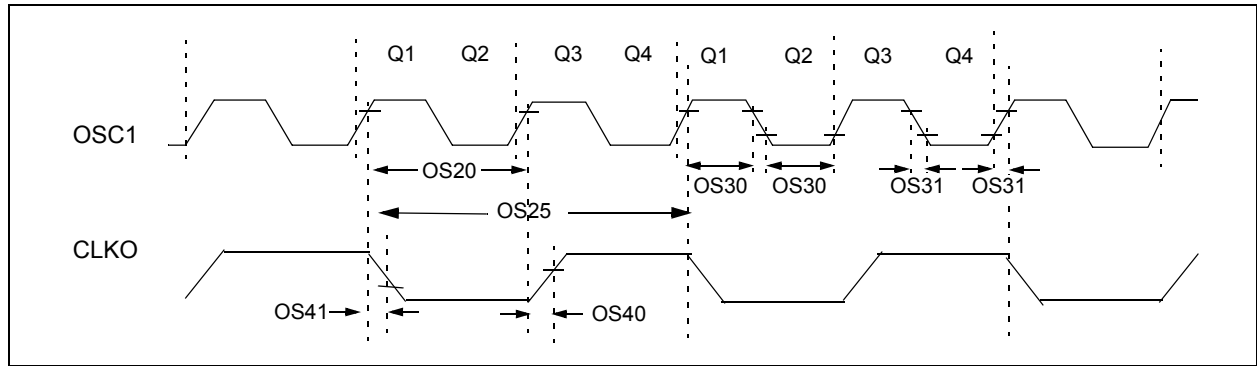 Q1 Q2 Q3 Q4 Q1 Q2 Q3 Q4
OSC1
OS20
OS30 OS30 OS31 OS31
OS25
CLKO
OS41 OS40